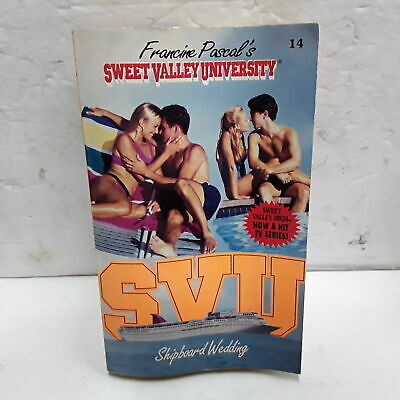 Francine Pascal's
14
SWEET VALLEY UNIVERSITY®
SWEET
VALLEY HIGH—
NOW A HIT
TV SERIES!
SVU
Shipboard Wedding